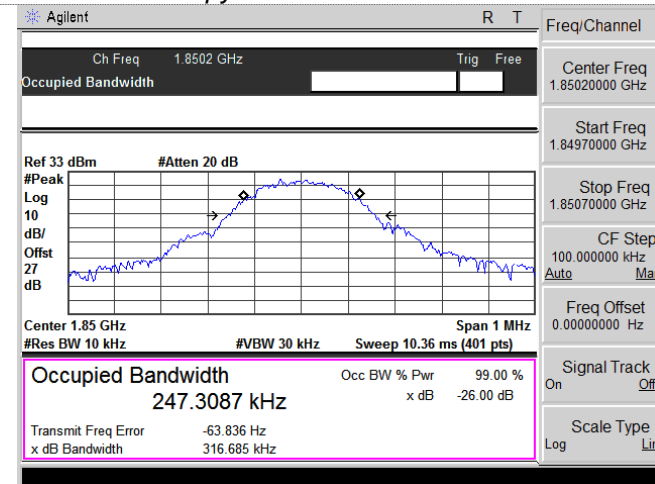 Agilent R T
Ch Freq 1.8502 GHz Trig Free
Occupied Bandwidth
Ref 33 dBm #Atten 20 dB
#Peak
Log
10
dB/
Offst
27
dB
Center 1.85 GHz Span 1 MHz
#Res BW 10 kHz #VBW 30 kHz Sweep 10.36 ms (401 pts)
Occupied Bandwidth Occ BW % Pwr 99.00 %
247.3087 kHz x dB -26.00 dB
Transmit Freq Error -63.836 Hz
x dB Bandwidth 316.685 kHz
Freq/Channel
Center Freq
1.85020000 GHz
Start Freq
1.84970000 GHz
Stop Freq
1.85070000 GHz
CF Step
100.000000 kHz
Auto Ma
Freq Offset
0.00000000 Hz
Signal Track
On Off
Scale Type
Log Lin